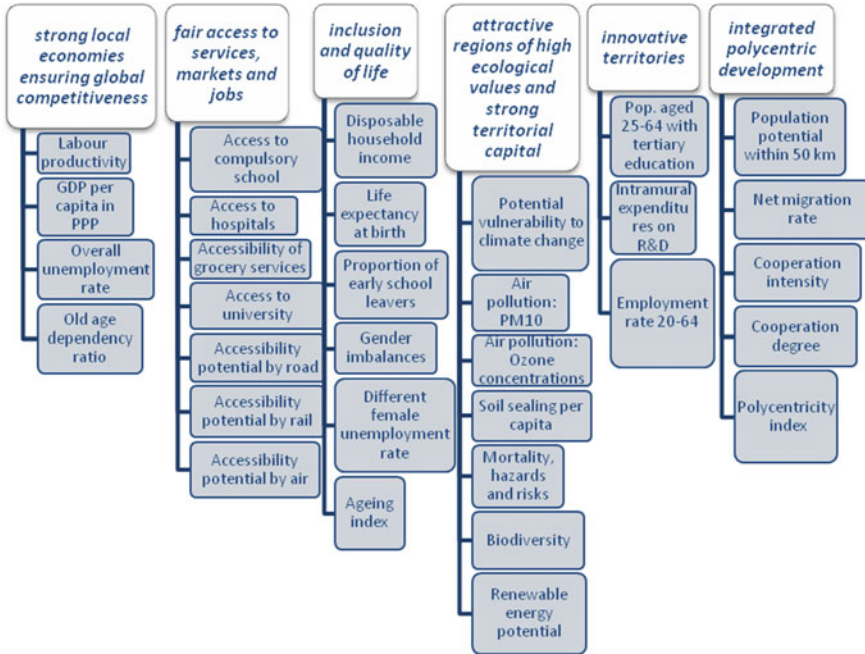 strong local
economies
ensuring global
competitiveness
Labour
productivity
GDP per
capita in
PPP
Overall
unemployment
rate
Old age
dependency
ratio
fair access to
services,
markets and
jobs
Access to
compulsory
school
Access to
hospitals
Accessibility of
grocery services
Access to
university
Accessibility
potential by road
Accessibility
potential by rail
Accessibility
potential by air
inclusion
and quality
of life
Disposable
household
income
Life
expectancy
at birth
Proportion of
early school
leavers
Gender
imbalances
Different
female
unemployment
rate
Ageing
index
attractive
regions of high
ecological
values and
strong
territorial
capital
Potential
vulnerability to
climate change
Air
pollution:
PM10
Air pollution:
Ozone
concentrations
Soil sealing per
capita
Mortality,
hazards
and risks
Biodiversity
Renewable
energy
potential
innovative
territories
Pop. aged
25-64 with
tertiary
education
Intramural
expenditu
res on
R&D
Employment
rate 20-64
integrated
polycentric
development
Population
potential
within 50 km
Net migration
rate
Cooperation
intensity
Cooperation
degree
Polycentricity
index